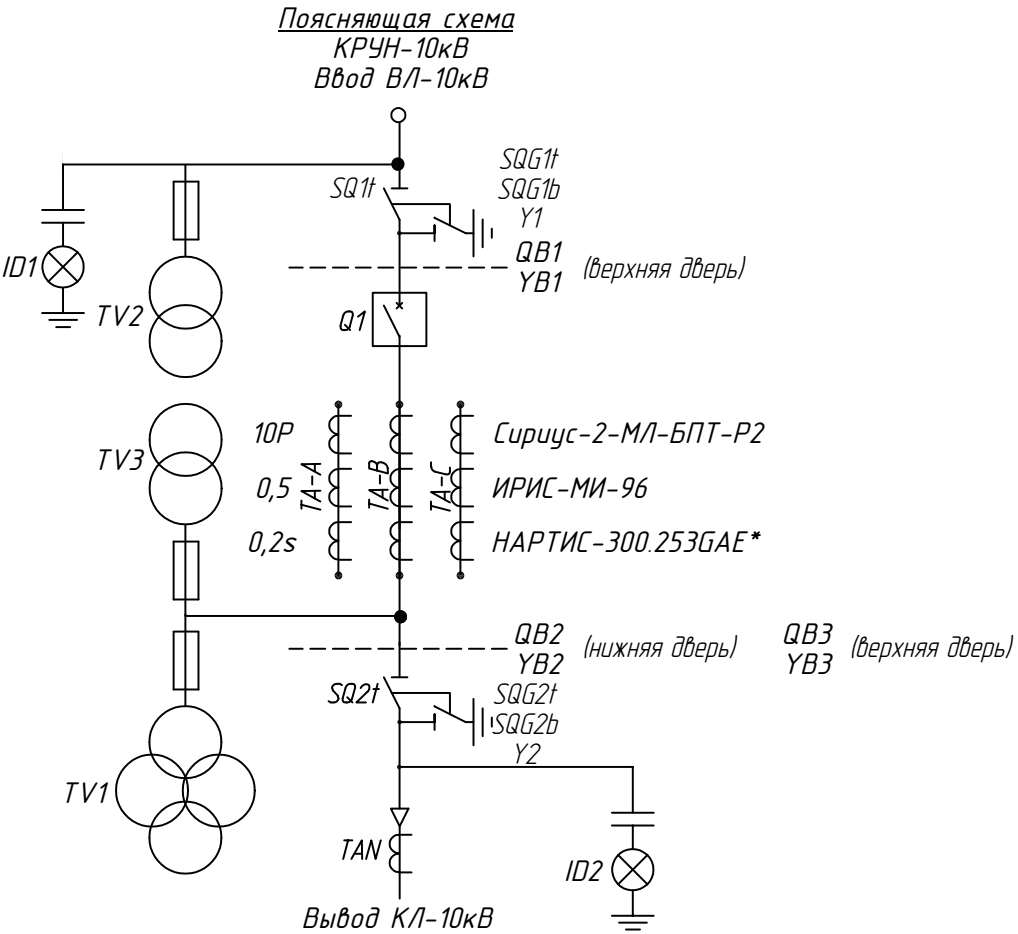 Поясняющая схема
КРУН-10кВ
Ввод ВЛ-10кВ
SQ1t
SQG1t
SQG1b
Y1
QB1
YB1
(верхняя дверь)
ID1
TV2
Q1
TV3
10P
0,5
0,2s
TA-A
TA-B
TA-C
Сириус-2-МЛ-БПТ-Р2
ИРИС-МИ-96
НАРТИС-300.253GAE*
QB2
YB2
(нижняя дверь)
QB3
YB3
(верхняя дверь)
SQ2t
SQG2t
SQG2b
Y2
TV1
TAN
ID2
Вывод КЛ-10кВ